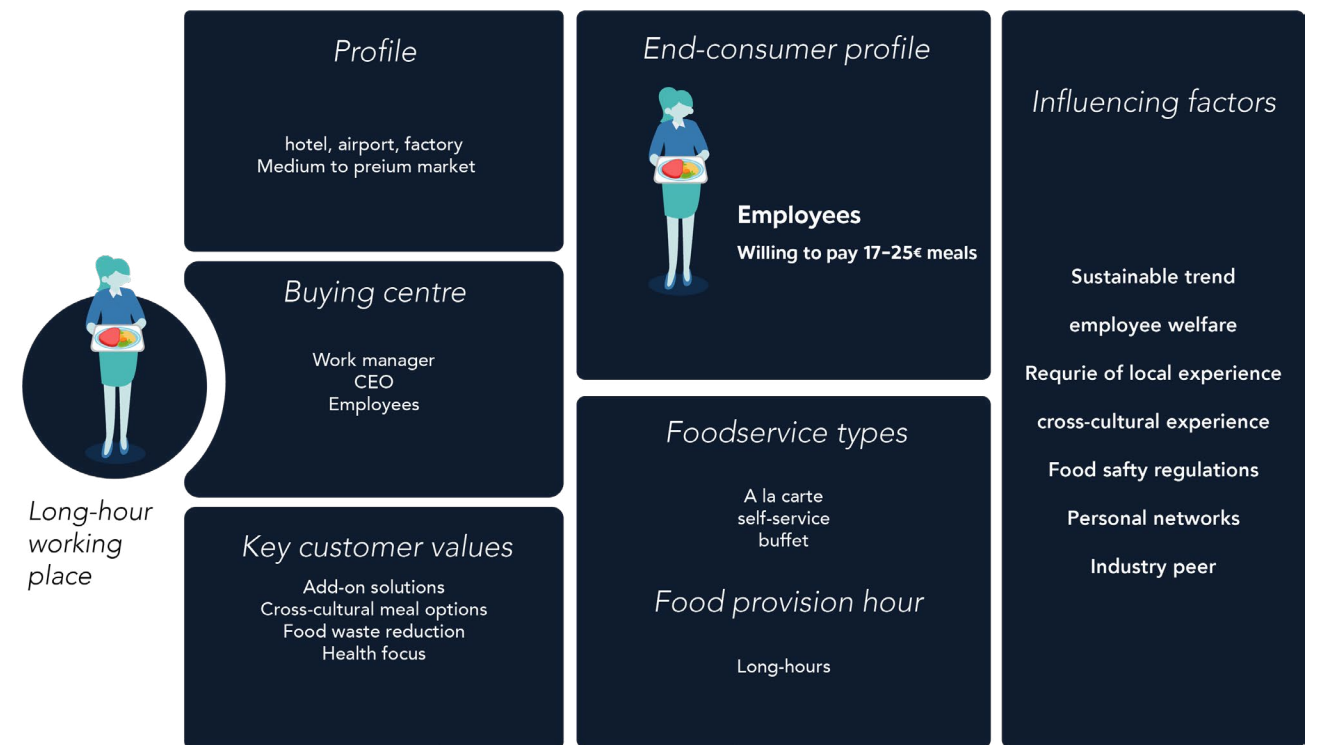 Profile
hotel, airport, factory
Medium to preium market
Buying centre
Work manager
CEO
Employees
Long-hour
working
place
Key customer values
Add-on solutions
Cross-cultural meal options
Food waste reduction
Health focus
End-consumer profile
Employees
Willing to pay 17-25€ meals
Foodservice types
A la carte
self-service
buffet
Food provision hour
Long-hours
Influencing factors
Sustainable trend
employee welfare
Requrie of local experience
cross-cultural experience
Food safty regulations
Personal networks
Industry peer